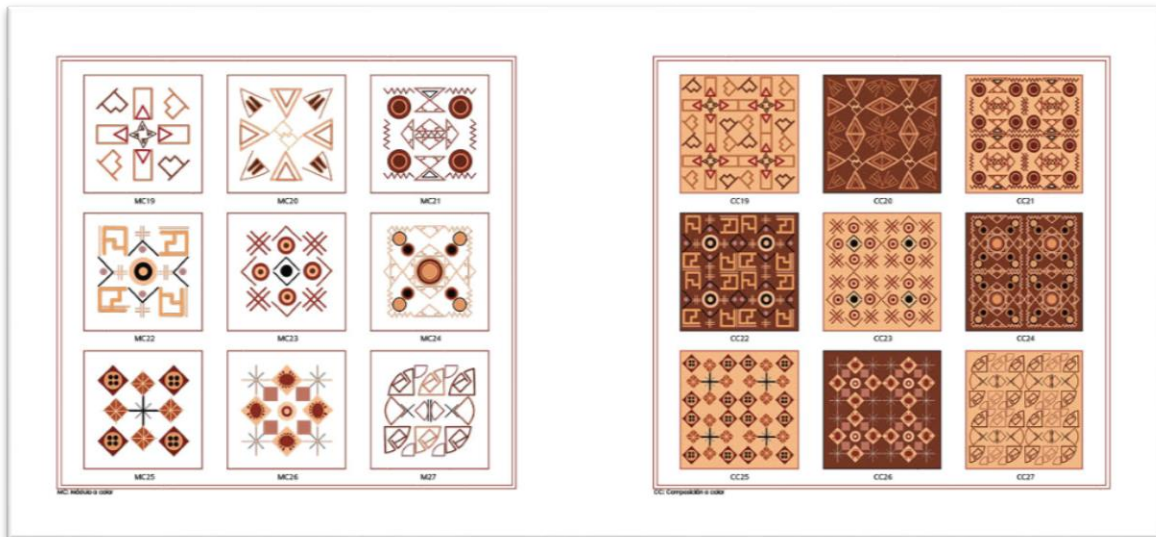 MC19 MC20 MC21
MC22 MC23 MC24
MC25 MC26 M27
MC: Módulo a color
CC19 CC20 CC21
CC22 CC23 CC24
CC25 CC26 CC27
CC: Composición a color